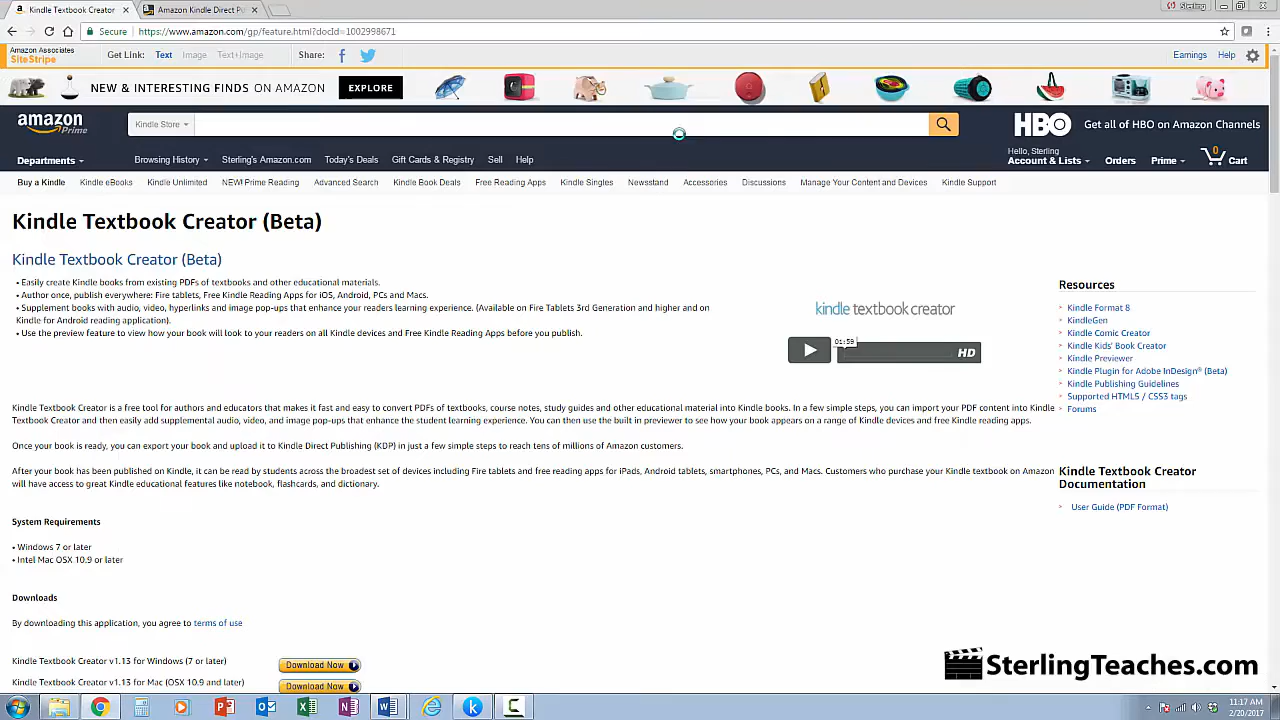 Kindle Textbook Creator
Amazon Kindle Direct Pu
Sterling
Secure
https://www.amazon.com/gp/feature.html?docId=1002998671
Amazon Associates
SiteStripe
Get Link: Text Image Text+Image Share:
Earnings Help
NEW & INTERESTING FINDS ON AMAZON EXPLORE
amazon
Prime
Kindle Store
HBO Get all of HBO on Amazon Channels
Departments
Browsing History Sterling's Amazon.com Today's Deals Gift Cards & Registry Sell Help
Hello, Sterling
Account & Lists Orders Prime 0 Cart
Buy a Kindle Kindle eBooks Kindle Unlimited NEW! Prime Reading Advanced Search Kindle Book Deals Free Reading Apps Kindle Singles Newsstand Accessories Discussions Manage Your Content and Devices Kindle Support
Kindle Textbook Creator (Beta)
Kindle Textbook Creator (Beta)
• Easily create Kindle books from existing PDFs of textbooks and other educational materials.
• Author once, publish everywhere: Fire tablets, Free Kindle Reading Apps for iOS, Android, PCs and Macs.
• Supplement books with audio, video, hyperlinks and image pop-ups that enhance your readers learning experience. (Available on Fire Tablets 3rd Generation and higher and on
Kindle for Android reading application).
• Use the preview feature to view how your book will look to your readers on all Kindle devices and Free Kindle Reading Apps before you publish.
kindle textbook creator
01:59
HD
Resources
Kindle Format 8
KindleGen
Kindle Comic Creator
Kindle Kids' Book Creator
Kindle Previewer
Kindle Plugin for Adobe InDesign® (Beta)
Kindle Publishing Guidelines
Supported HTML5 / CSS3 tags
Forums
Kindle Textbook Creator is a free tool for authors and educators that makes it fast and easy to convert PDFs of textbooks, course notes, study guides and other educational material into Kindle books. In a few simple steps, you can import your PDF content into Kindle
Textbook Creator and then easily add supplemental audio, video, and image pop-ups that enhance the student learning experience. You can then use the built in previewer to see how your book appears on a range of Kindle devices and free Kindle reading apps.
Once your book is ready, you can export your book and upload it to Kindle Direct Publishing (KDP) in just a few simple steps to reach tens of millions of Amazon customers.
After your book has been published on Kindle, it can be read by students across the broadest set of devices including Fire tablets and free reading apps for iPads, Android tablets, smartphones, PCs, and Macs. Customers who purchase your Kindle textbook on Amazon
will have access to great Kindle educational features like notebook, flashcards, and dictionary.
Kindle Textbook Creator
Documentation
User Guide (PDF Format)
System Requirements
• Windows 7 or later
• Intel Mac OSX 10.9 or later
Downloads
By downloading this application, you agree to terms of use
Kindle Textbook Creator v1.13 for Windows (7 or later) Download Now
Kindle Textbook Creator v1.13 for Mac (OSX 10.9 and later) Download Now
SterlingTeaches.com
11:17 AM
2/20/2017